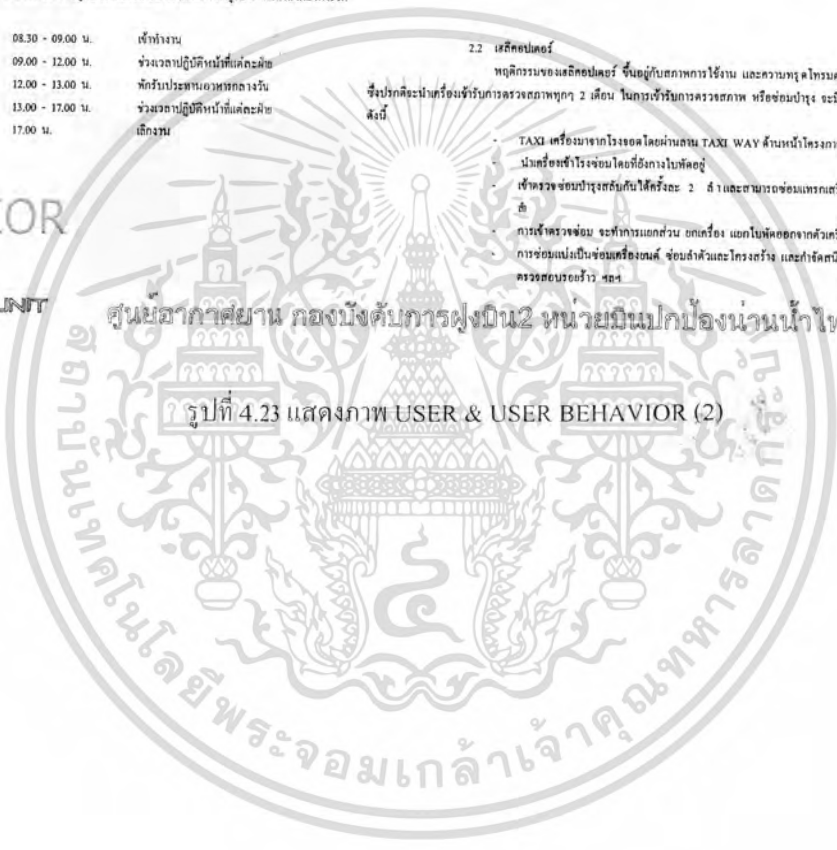 08.30 - 09.00 น. เข้าทำงาน
09.00 - 12.00 น. ช่วงเวลาปฏิบัติหน้าที่แต่ละฝ่าย
12.00 - 13.00 น. พักรับประทานอาหารกลางวัน
13.00 - 17.00 น. ช่วงเวลาปฏิบัติหน้าที่แต่ละฝ่าย
17.00 น. เลิกงาน
IOR
UNIT
2.2 เฮลิคอปเตอร์
พฤติกรรมของเฮลิคอปเตอร์ ขึ้นอยู่กับสภาพการใช้งาน และความทรุดโทรม
ซึ่งปรกติจะนำเครื่องเข้ารับการตรวจสภาพทุกๆ 2 เดือน ในการเข้ารับการตรวจสภาพ หรือซ่อมบำรุง จะ
ดังนี้
- TAXI เครื่องมาจากโรงจอดโดยผ่านลาน TAXI WAY ด้านหน้าโครงการ
- นำเครื่องเข้าโรงซ่อมโดยที่ยังกางใบพัดอยู่
- เข้าตรวจซ่อมบำรุงสลับกันได้ครั้งละ 2 ลำและสามารถซ่อมแทรก
ลำ
- การเข้าตรวจซ่อม จะทำการแยกส่วน ยกเครื่อง แยกใบพัดออกจากตัว
- การซ่อมแบ่งเป็นซ่อมเครื่องยนต์ ซ่อมลำตัวและโครงสร้าง และกำจัด
ตรวจสอบรอยร้าว ฯลฯ
ศูนย์อากาศยาน กองบังคับการฝูงบิน2 หน่วยบินปกป้องน่านน้ำไท
รูปที่ 4.23 แสดงภาพ USER & USER BEHAVIOR (2)
สถาบันเทคโนโลยีพระจอมเกล้าเจ้าคุณทหารลาดกระบัง